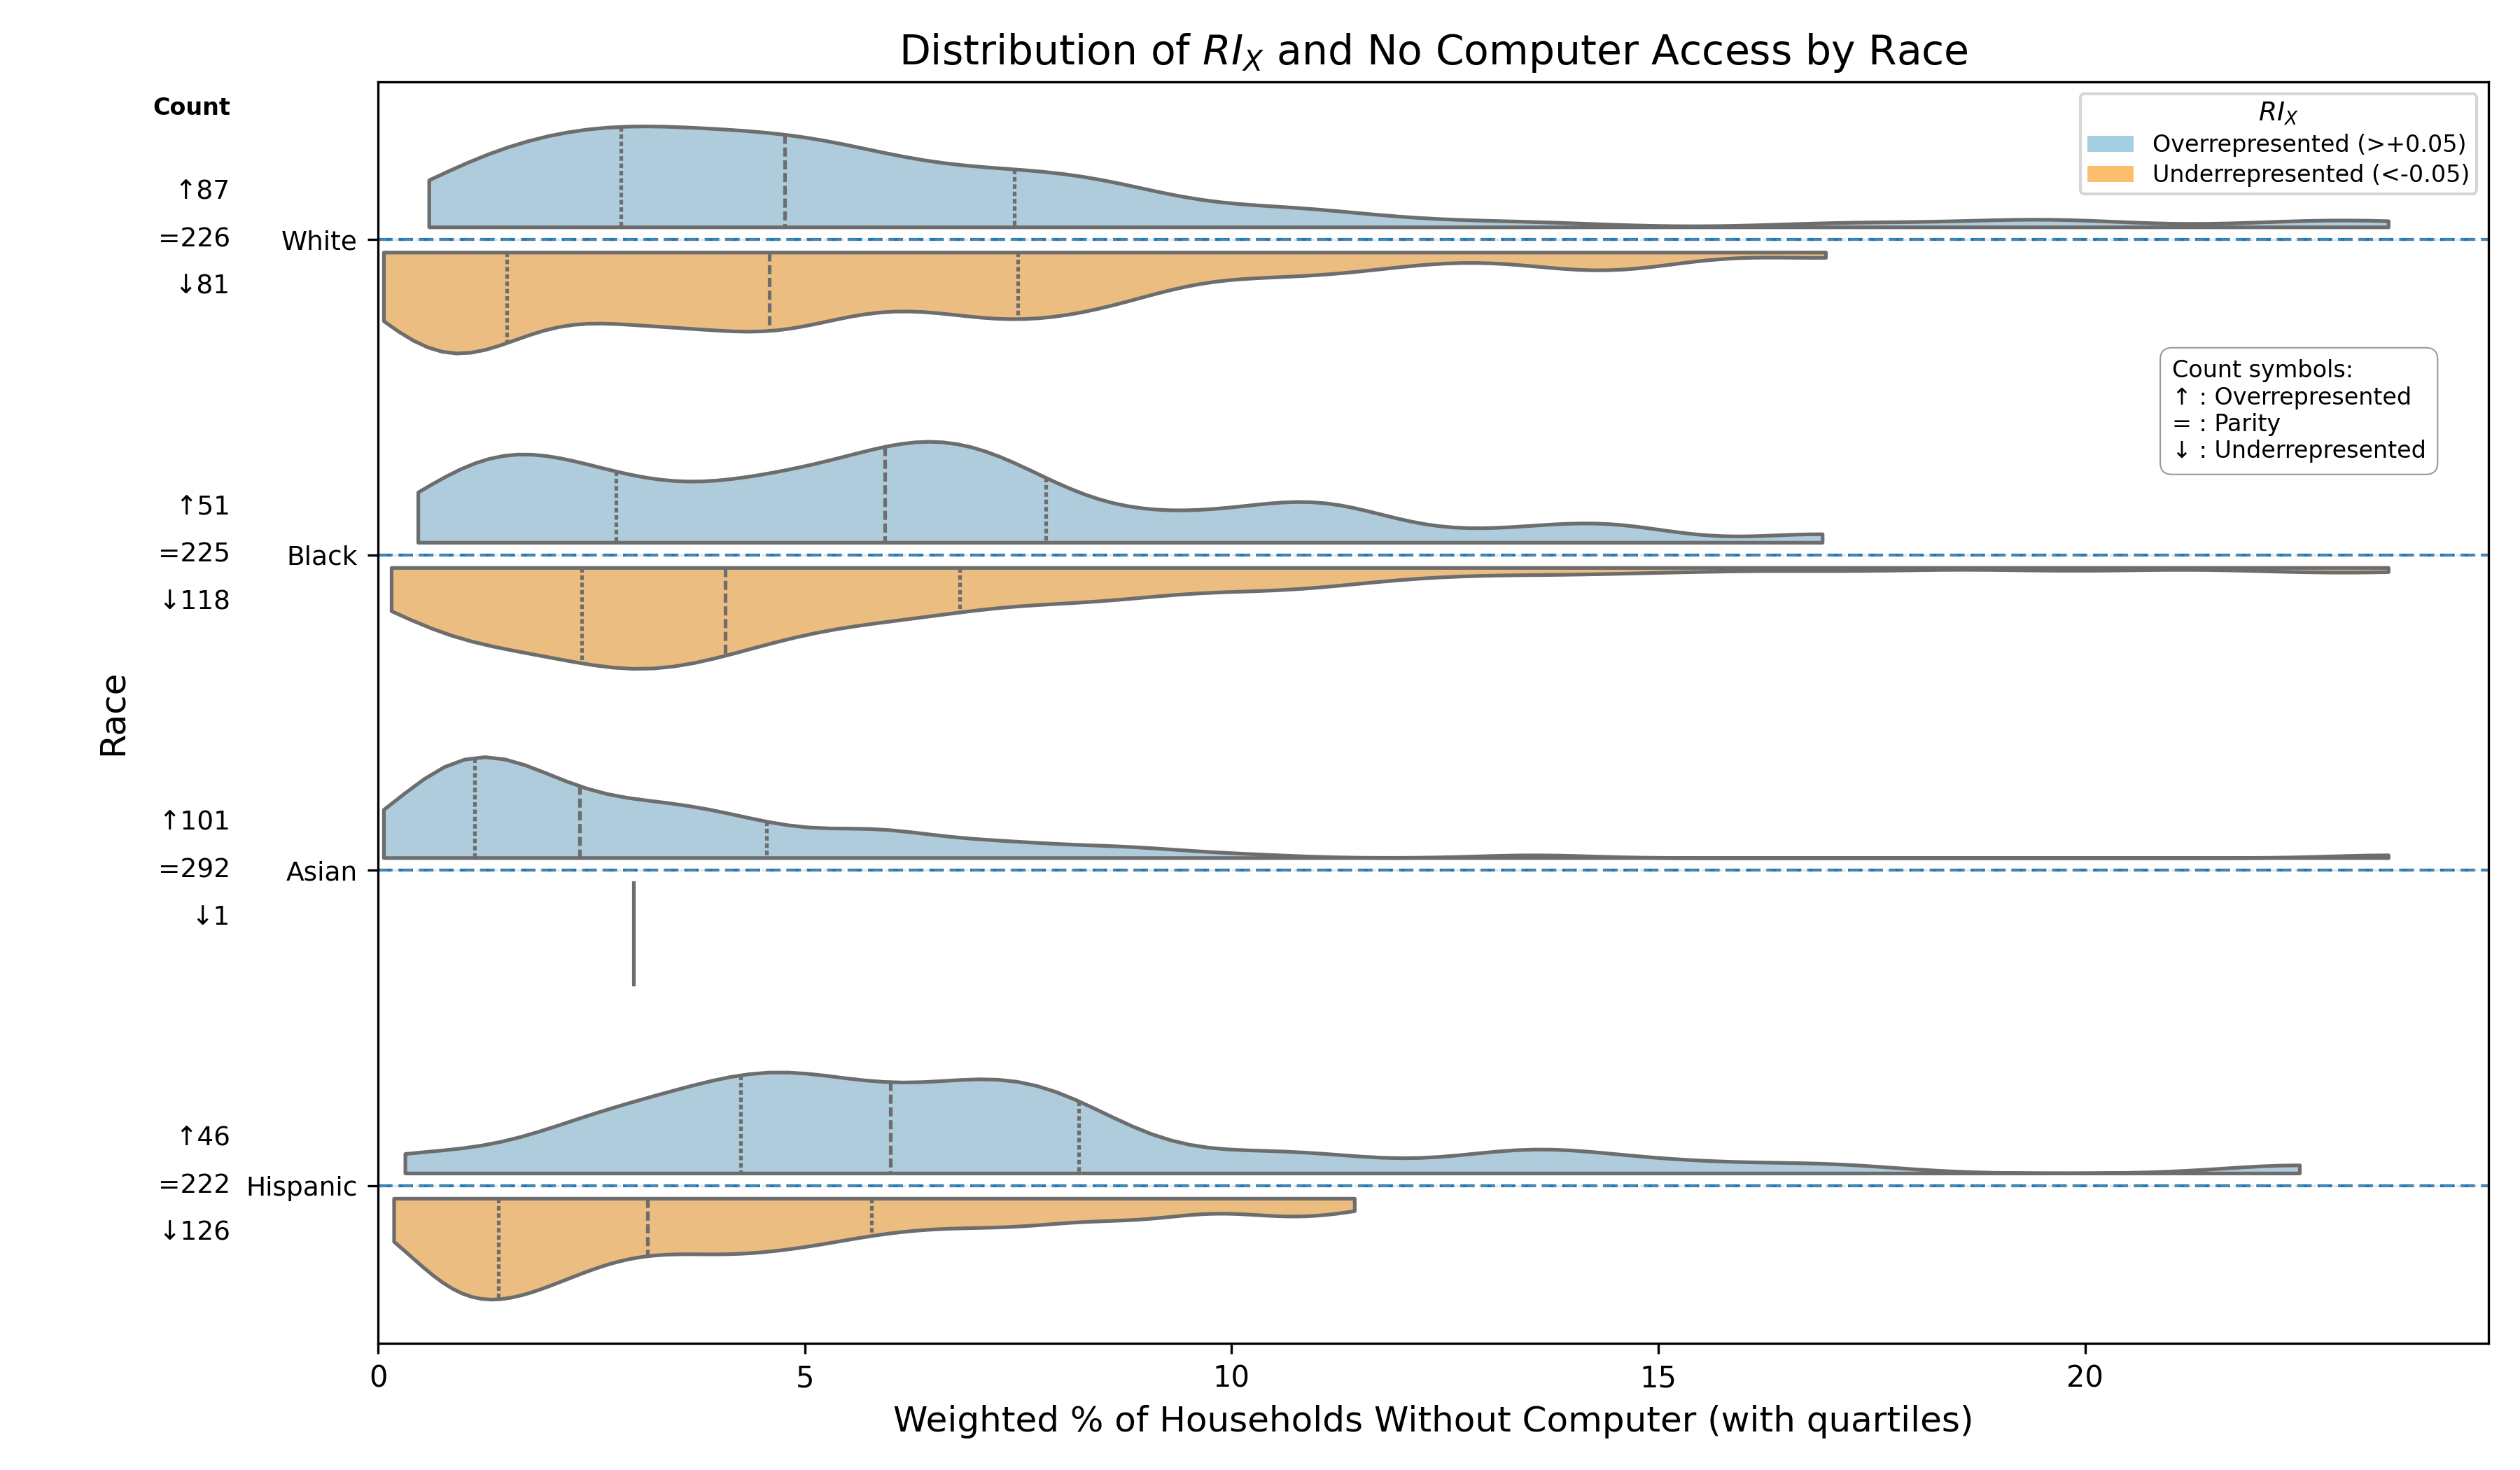 Distribution of RI_X and No Computer Access by Race
Count
RI_X
Overrepresented (>+0.05)
Underrepresented (<-0.05)
↑87
=226
White
↓81
Count symbols:
↑ : Overrepresented
= : Parity
↓ : Underrepresented
↑51
=225
Black
↓118
Race
↑101
=292
Asian
↓1
↑46
=222
Hispanic
↓126
0 5 10 15 20
Weighted % of Households Without Computer (with quartiles)